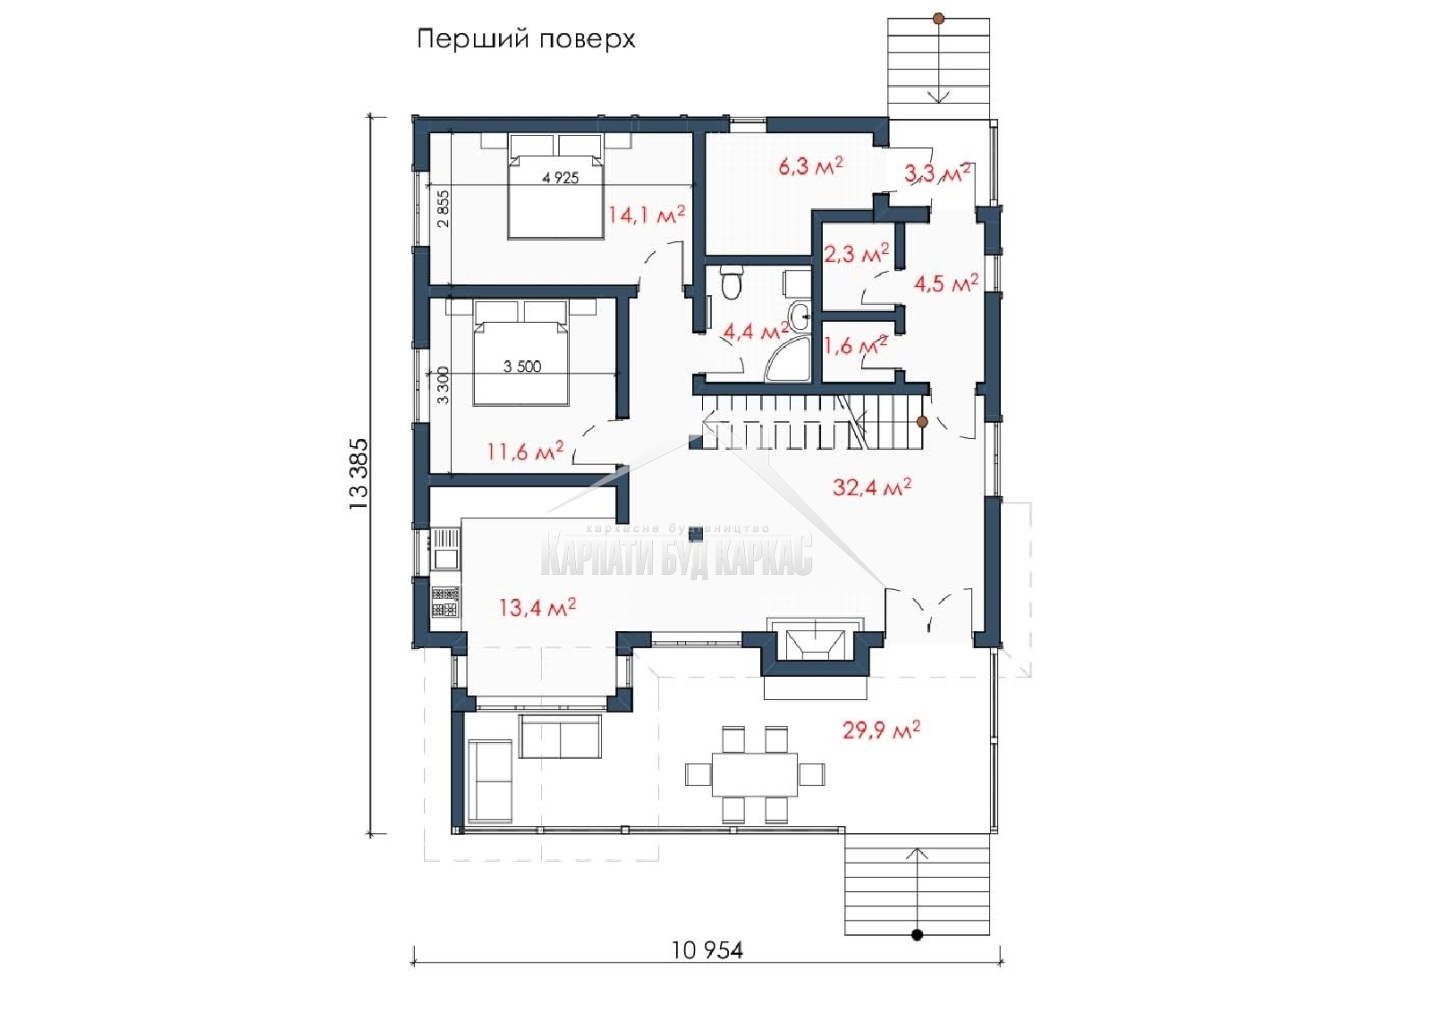 Перший поверх
6,3 м²
3,3 м²
4 925
2 855
14,1 м²
2,3 м²
4,5 м²
4,4 м²
1,6 м²
3 500
3 300
11,6 м²
13 385
32,4 м²
каркасне будівництво
КАРПАТИ БУД КАРКАС
13,4 м²
29,9 м²
10 954